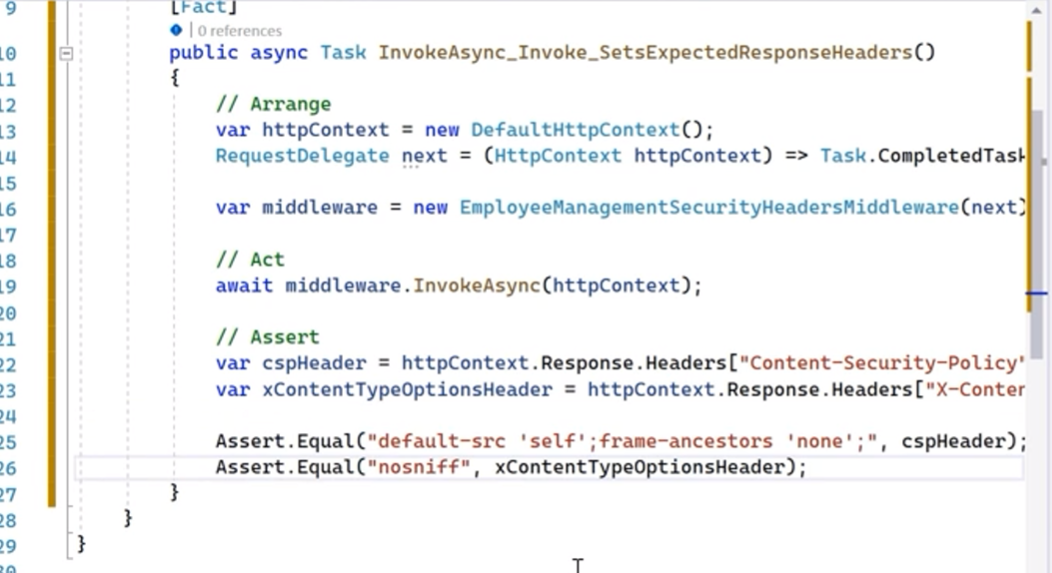 9 [Fact]
0 references
10 public async Task InvokeAsync_Invoke_SetsExpectedResponseHeaders()
11 {
12 // Arrange
13 var httpContext = new DefaultHttpContext();
14 RequestDelegate next = (HttpContext httpContext) => Task.CompletedTask
15
16 var middleware = new EmployeeManagementSecurityHeadersMiddleware(next)
17
18 // Act
19 await middleware.InvokeAsync(httpContext);
20
21 // Assert
22 var cspHeader = httpContext.Response.Headers["Content-Security-Policy"
23 var xContentTypeOptionsHeader = httpContext.Response.Headers["X-Conten
24
25 Assert.Equal("default-src 'self';frame-ancestors 'none';", cspHeader);
26 Assert.Equal("nosniff", xContentTypeOptionsHeader);
27 }
28 }
29 }
30